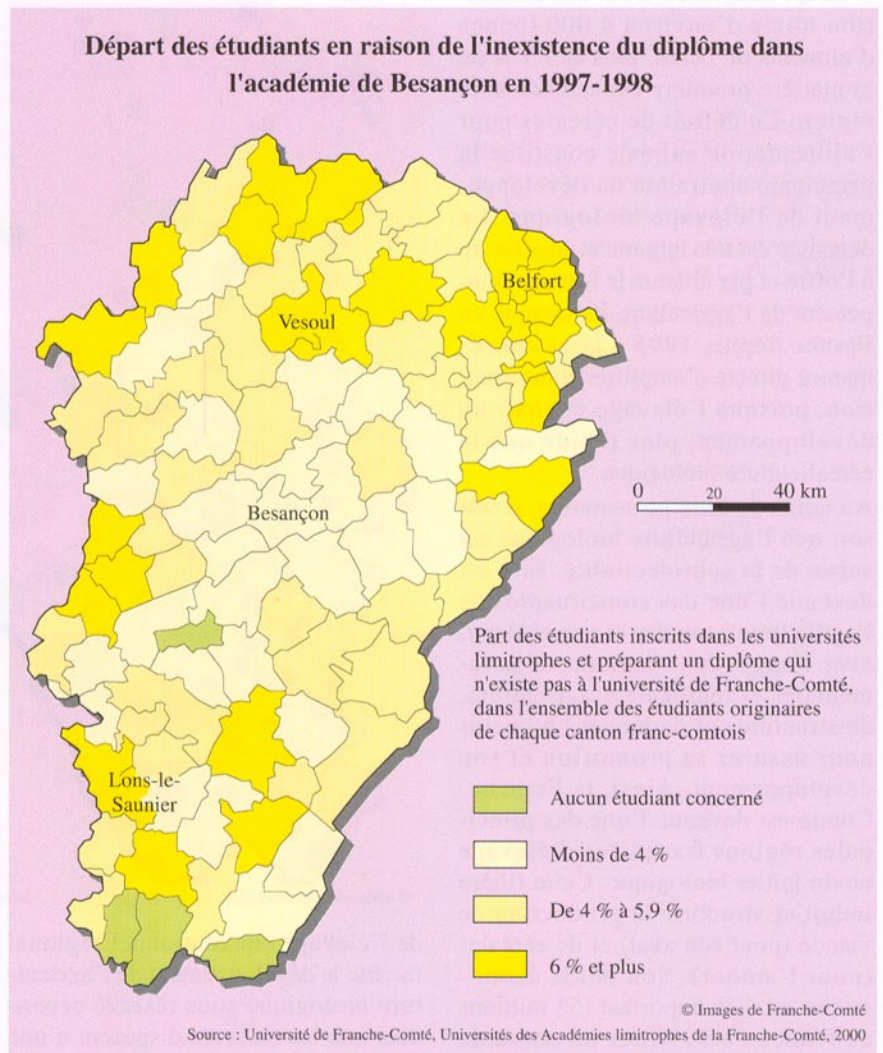 Départ des étudiants en raison de l'inexistence du diplôme dans
l'académie de Besançon en 1997-1998
Belfort
Vesoul
Besançon
0 20 40 km
Part des étudiants inscrits dans les universités
limitrophes et préparant un diplôme qui
n'existe pas à l'université de Franche-Comté,
dans l'ensemble des étudiants originaires
de chaque canton franc-comtois
Lons-le-
Saunier
Aucun étudiant concerné
Moins de 4 %
De 4 % à 5,9 %
6 % et plus
© Images de Franche-Comté
Source : Université de Franche-Comté, Universités des Académies limitrophes de la Franche-Comté, 2000